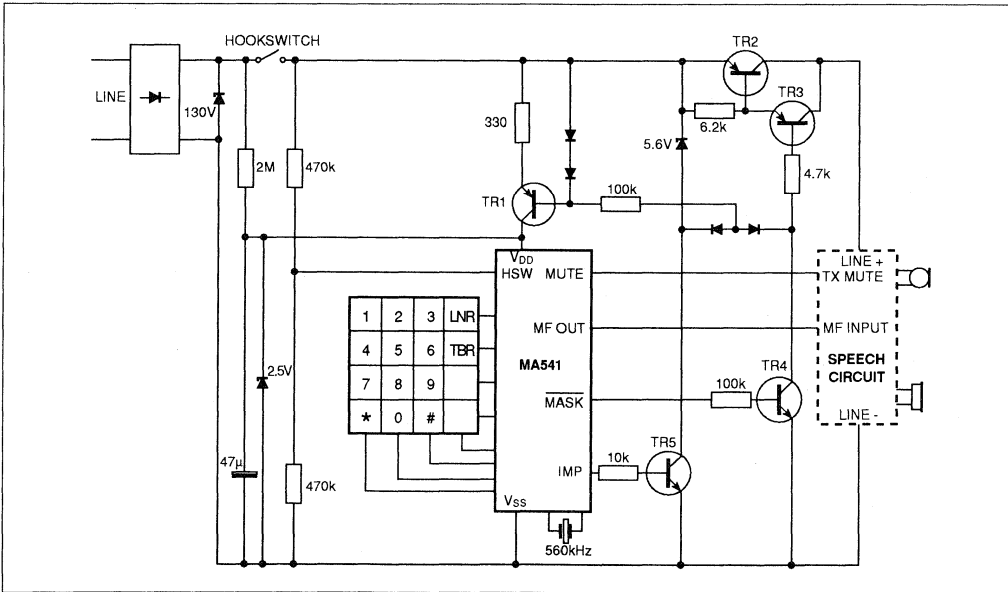 HOOKSWITCH
LINE
130V
2M
470k
330
TR1
100k
5.6V
TR2
6.2k
TR3
4.7k
VDD
HSW MUTE
LINE +
TX MUTE
MF OUT
MF INPUT
MA541
SPEECH
CIRCUIT
1 2 3 LNR
4 5 6 TBR
7 8 9
* 0 #
2.5V
MASK
100k
TR4
LINE -
47µ
470k
IMP
10k
TR5
VSS
560kHz